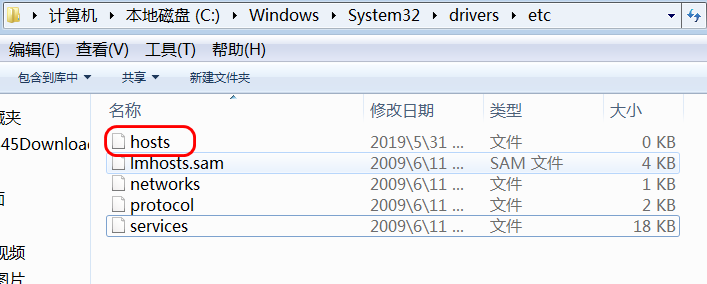 计算机 本地磁盘 (C:) Windows System32 drivers etc
编辑(E) 查看(V) 工具(T) 帮助(H)
包含到库中 共享 新建文件夹
名称 修改日期 类型 大小
藏夹
hosts 2019\5\31 ... 文件 0 KB
45Download
lmhosts.sam 2009\6\11 ... SAM 文件 4 KB
networks 2009\6\11 ... 文件 1 KB
面
protocol 2009\6\11 ... 文件 2 KB
services 2009\6\11 ... 文件 18 KB
视频
图片